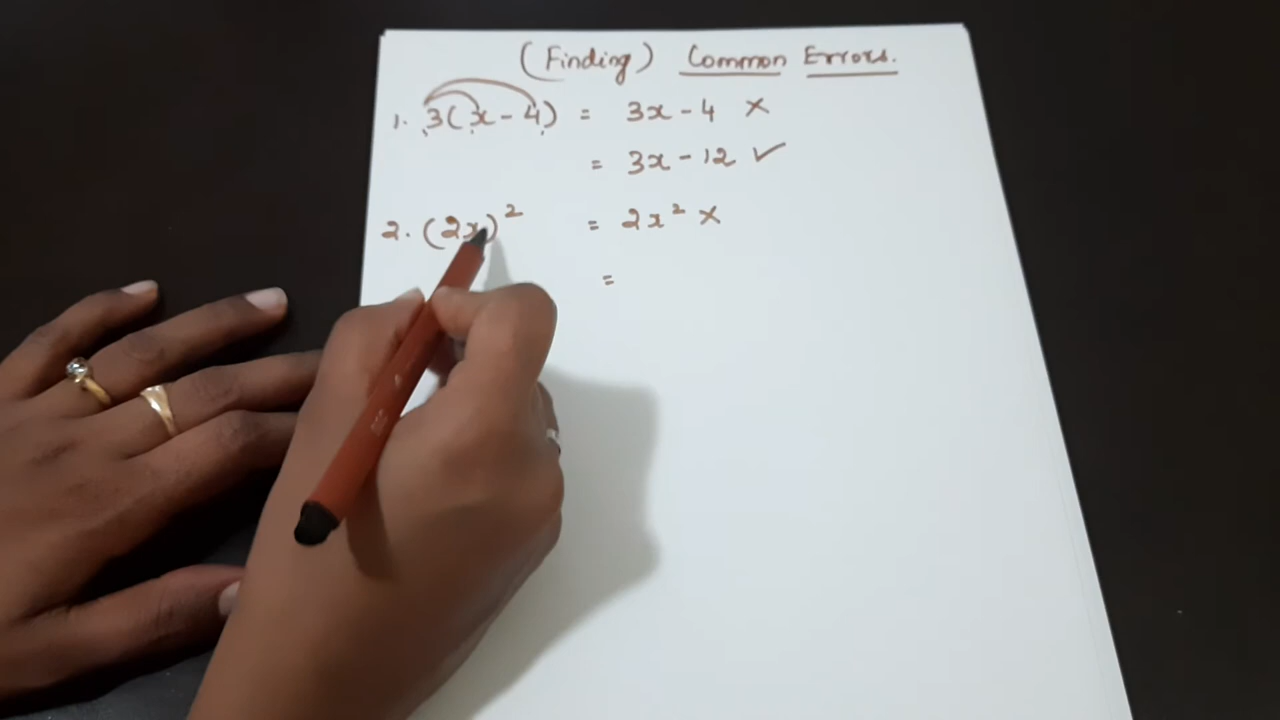 (Finding) Common Errors.
1. 3(x - 4) = 3x - 4 ×
= 3x - 12 ✓
2. (2x)² = 2x² ×
=